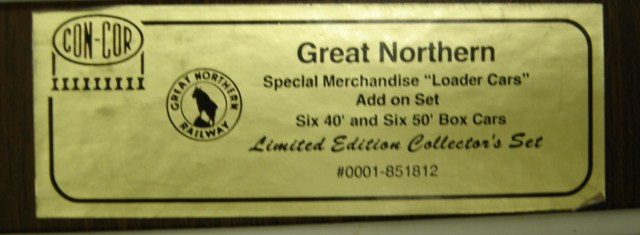 CON-COR
GREAT NORTHERN
RAILWAY
Great Northern
Special Merchandise "Loader Cars"
Add on Set
Six 40' and Six 50' Box Cars
Limited Edition Collector's Set
#0001-851812